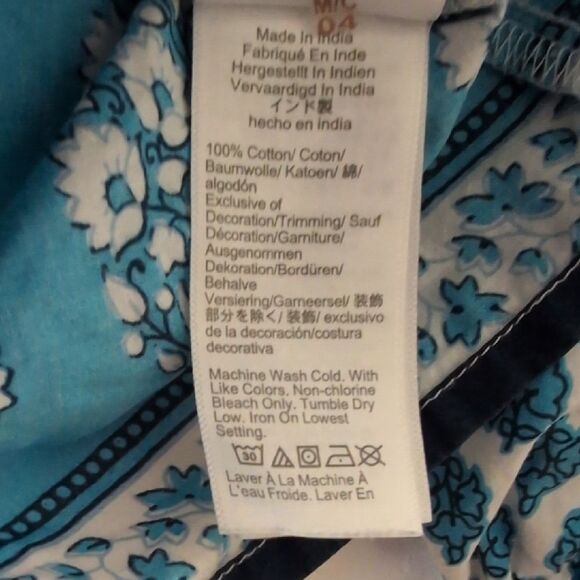 M/C
04
Made In India
Fabriqué En Inde
Hergestellt In Indien
Vervaardigd In India
インド製
hecho en india
100% Cotton/ Coton/
Baumwolle/ Katoen/ 綿/
algodón
Exclusive of
Decoration/Trimming/ Sauf
Décoration/Garniture/
Ausgenommen
Dekoration/Bordüren/
Behalve
Versiering/Garneersel/ 装飾
部分を除く/ 装飾/ exclusivo
de la decoración/costura
decorativa
Machine Wash Cold. With
Like Colors. Non-chlorine
Bleach Only. Tumble Dry
Low. Iron On Lowest
Setting.
30
Laver À La Machine À
L'eau Froide. Laver En